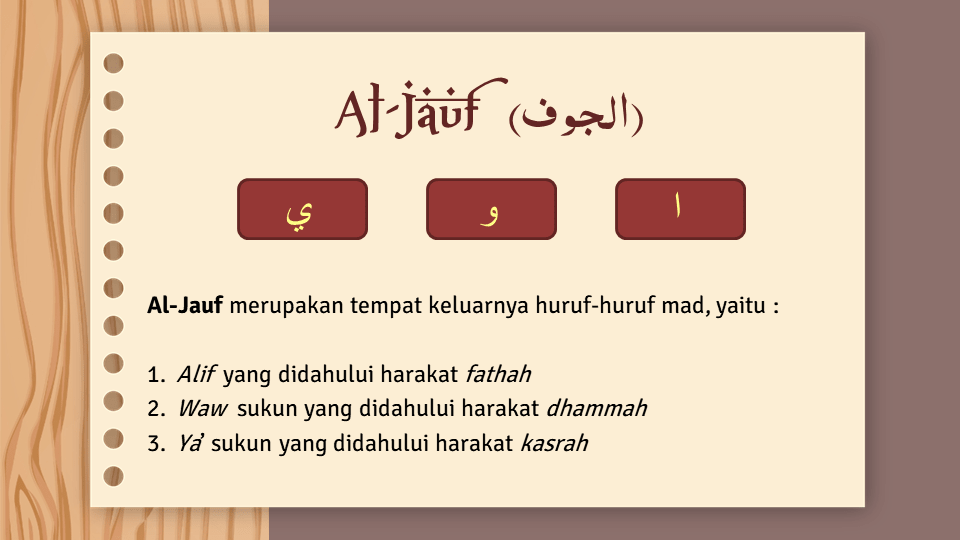 Al-Jauf (الجوف)
ي و ا
Al-Jauf merupakan tempat keluarnya huruf-huruf mad, yaitu :
1. Alif yang didahului harakat fathah
2. Waw sukun yang didahului harakat dhammah
3. Ya’ sukun yang didahului harakat kasrah